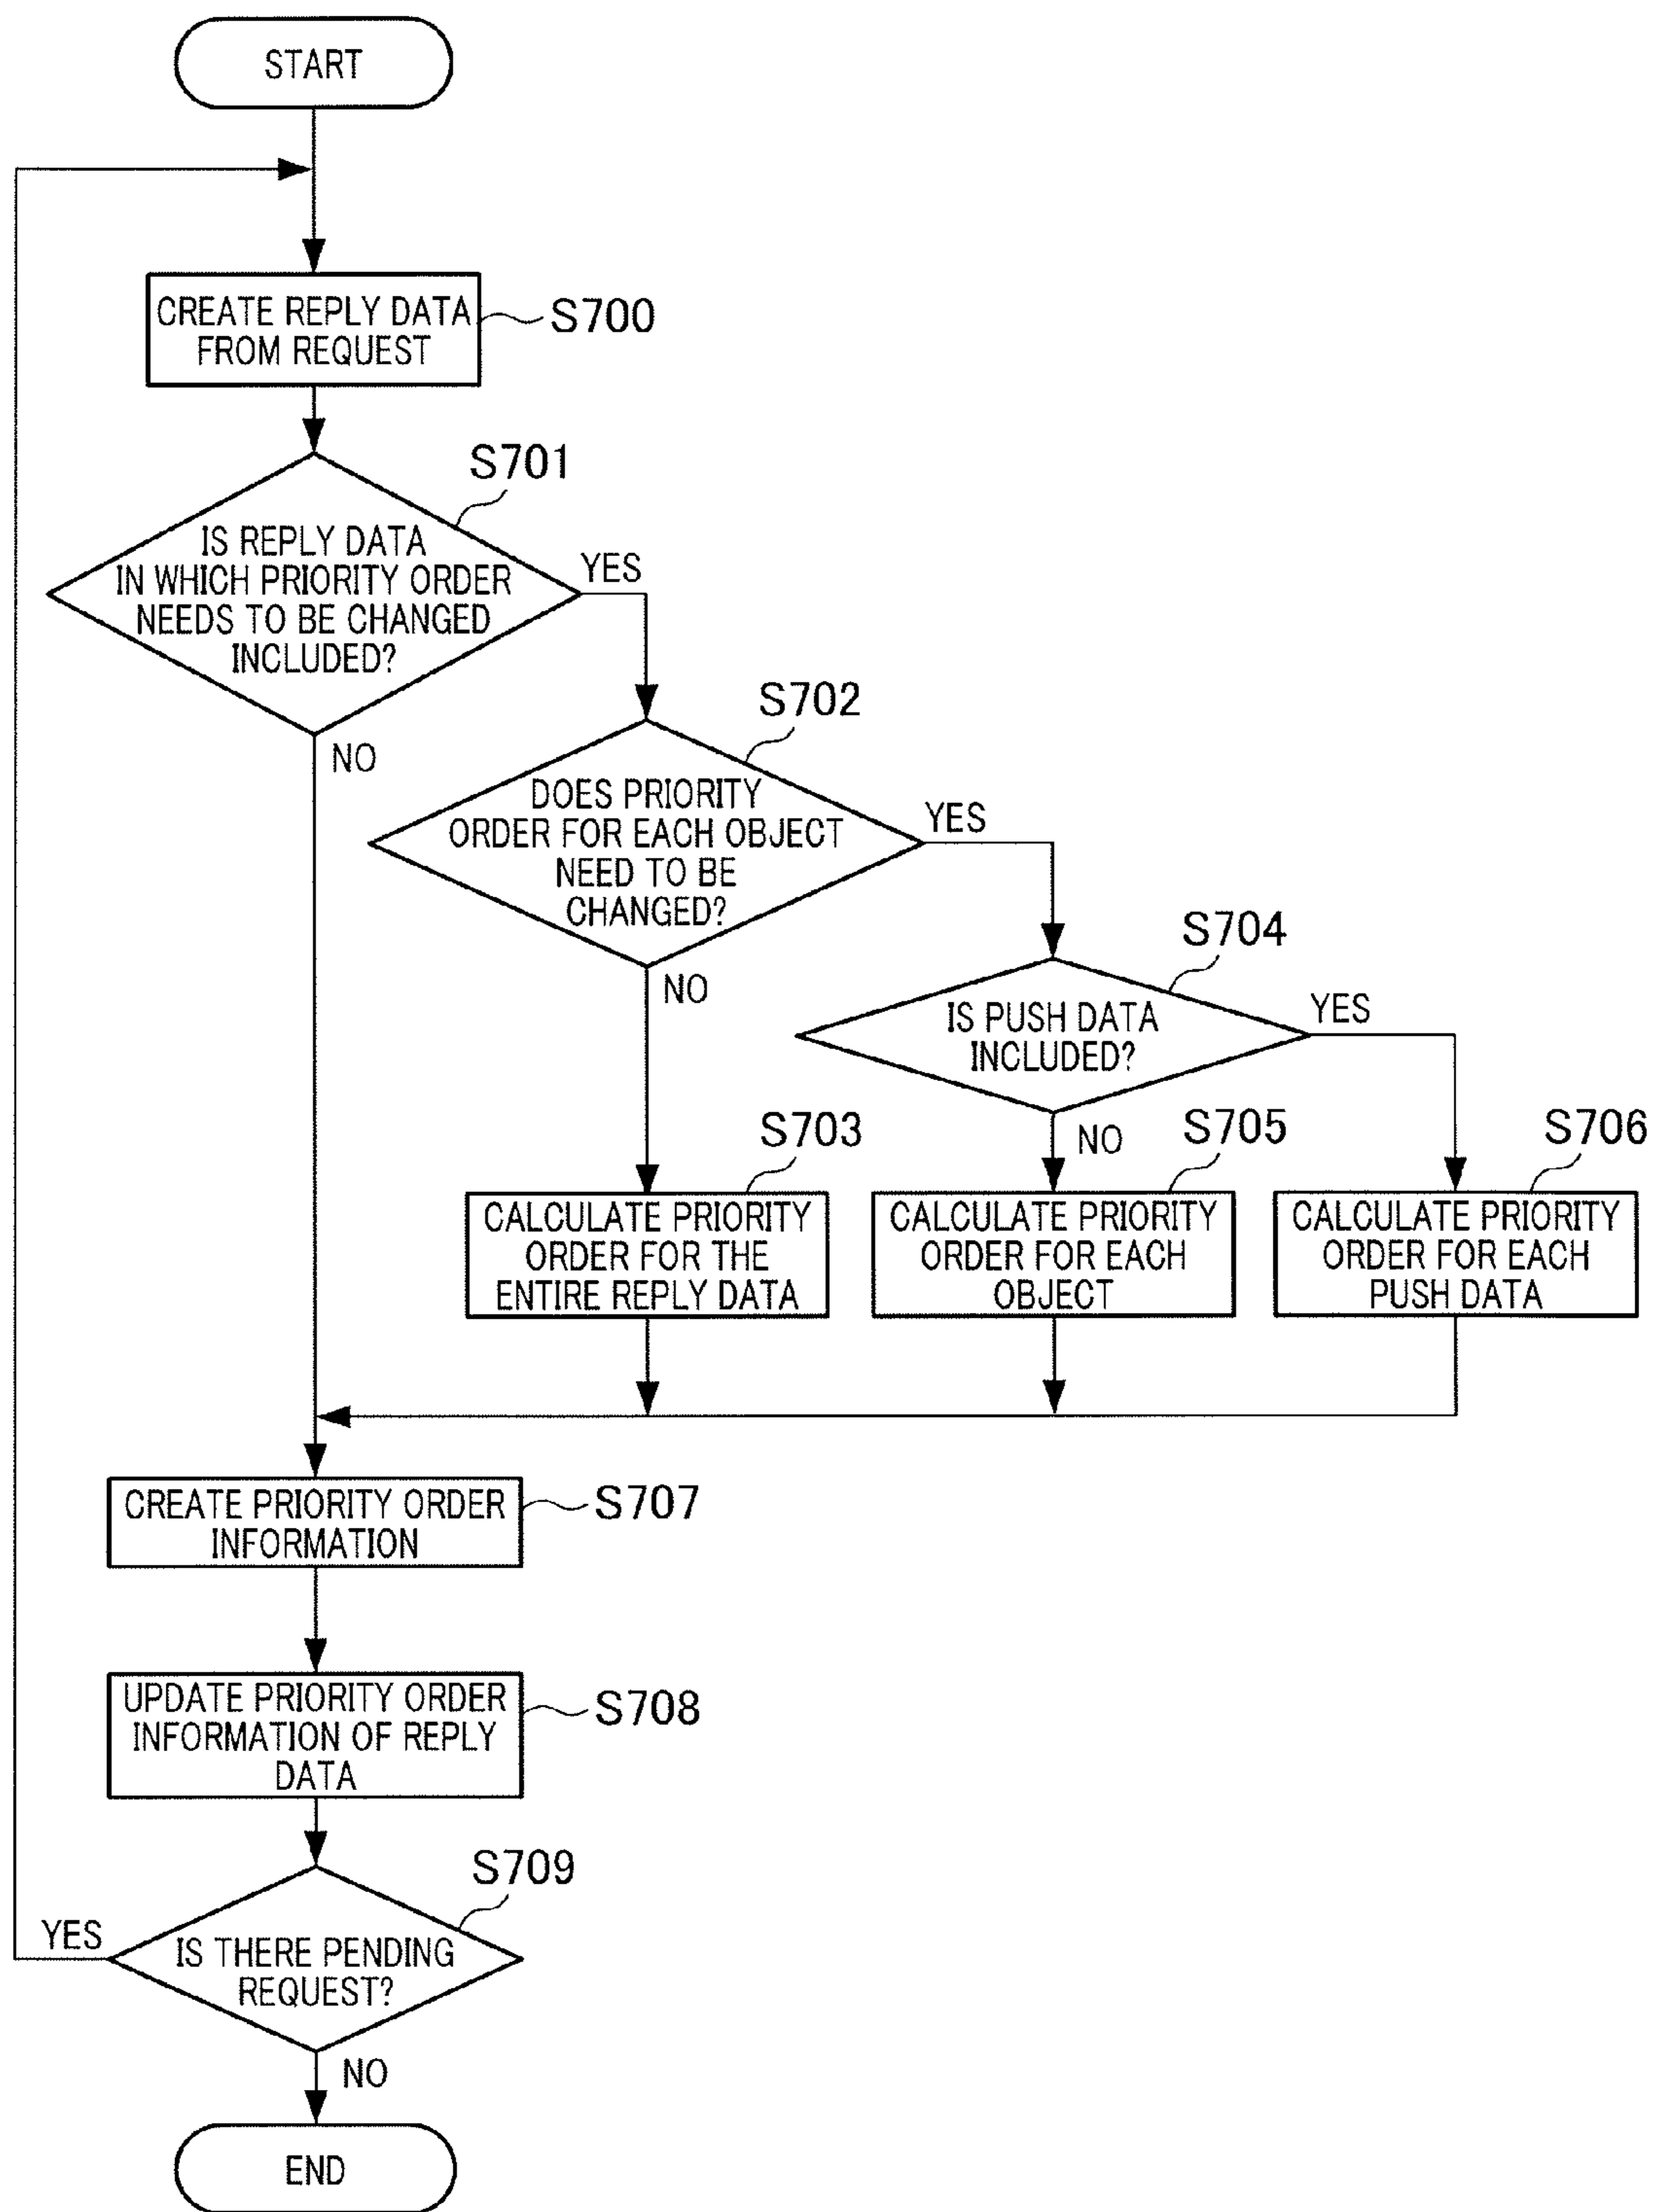 START
CREATE REPLY DATA
FROM REQUEST
S700
S701
IS REPLY DATA
IN WHICH PRIORITY ORDER
NEEDS TO BE CHANGED
INCLUDED?
YES
NO
S702
DOES PRIORITY
ORDER FOR EACH OBJECT
NEED TO BE
CHANGED?
YES
NO
S704
IS PUSH DATA
INCLUDED?
YES
NO
S703
CALCULATE PRIORITY
ORDER FOR THE
ENTIRE REPLY DATA
S705
CALCULATE PRIORITY
ORDER FOR EACH
OBJECT
S706
CALCULATE PRIORITY
ORDER FOR EACH
PUSH DATA
CREATE PRIORITY ORDER
INFORMATION
S707
UPDATE PRIORITY ORDER
INFORMATION OF REPLY
DATA
S708
S709
IS THERE PENDING
REQUEST?
YES
NO
END